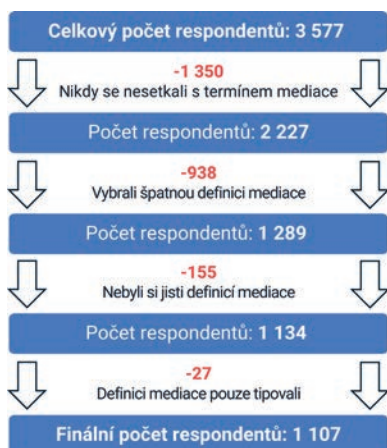 Celkový počet respondentů: 3 577
-1 350
Nikdy se nesetkali s termínem mediace
Počet respondentů: 2 227
-938
Vybrali špatnou definici mediace
Počet respondentů: 1 289
-155
Nebyli si jisti definicí mediace
Počet respondentů: 1 134
-27
Definici mediace pouze tipovali
Finální počet respondentů: 1 107